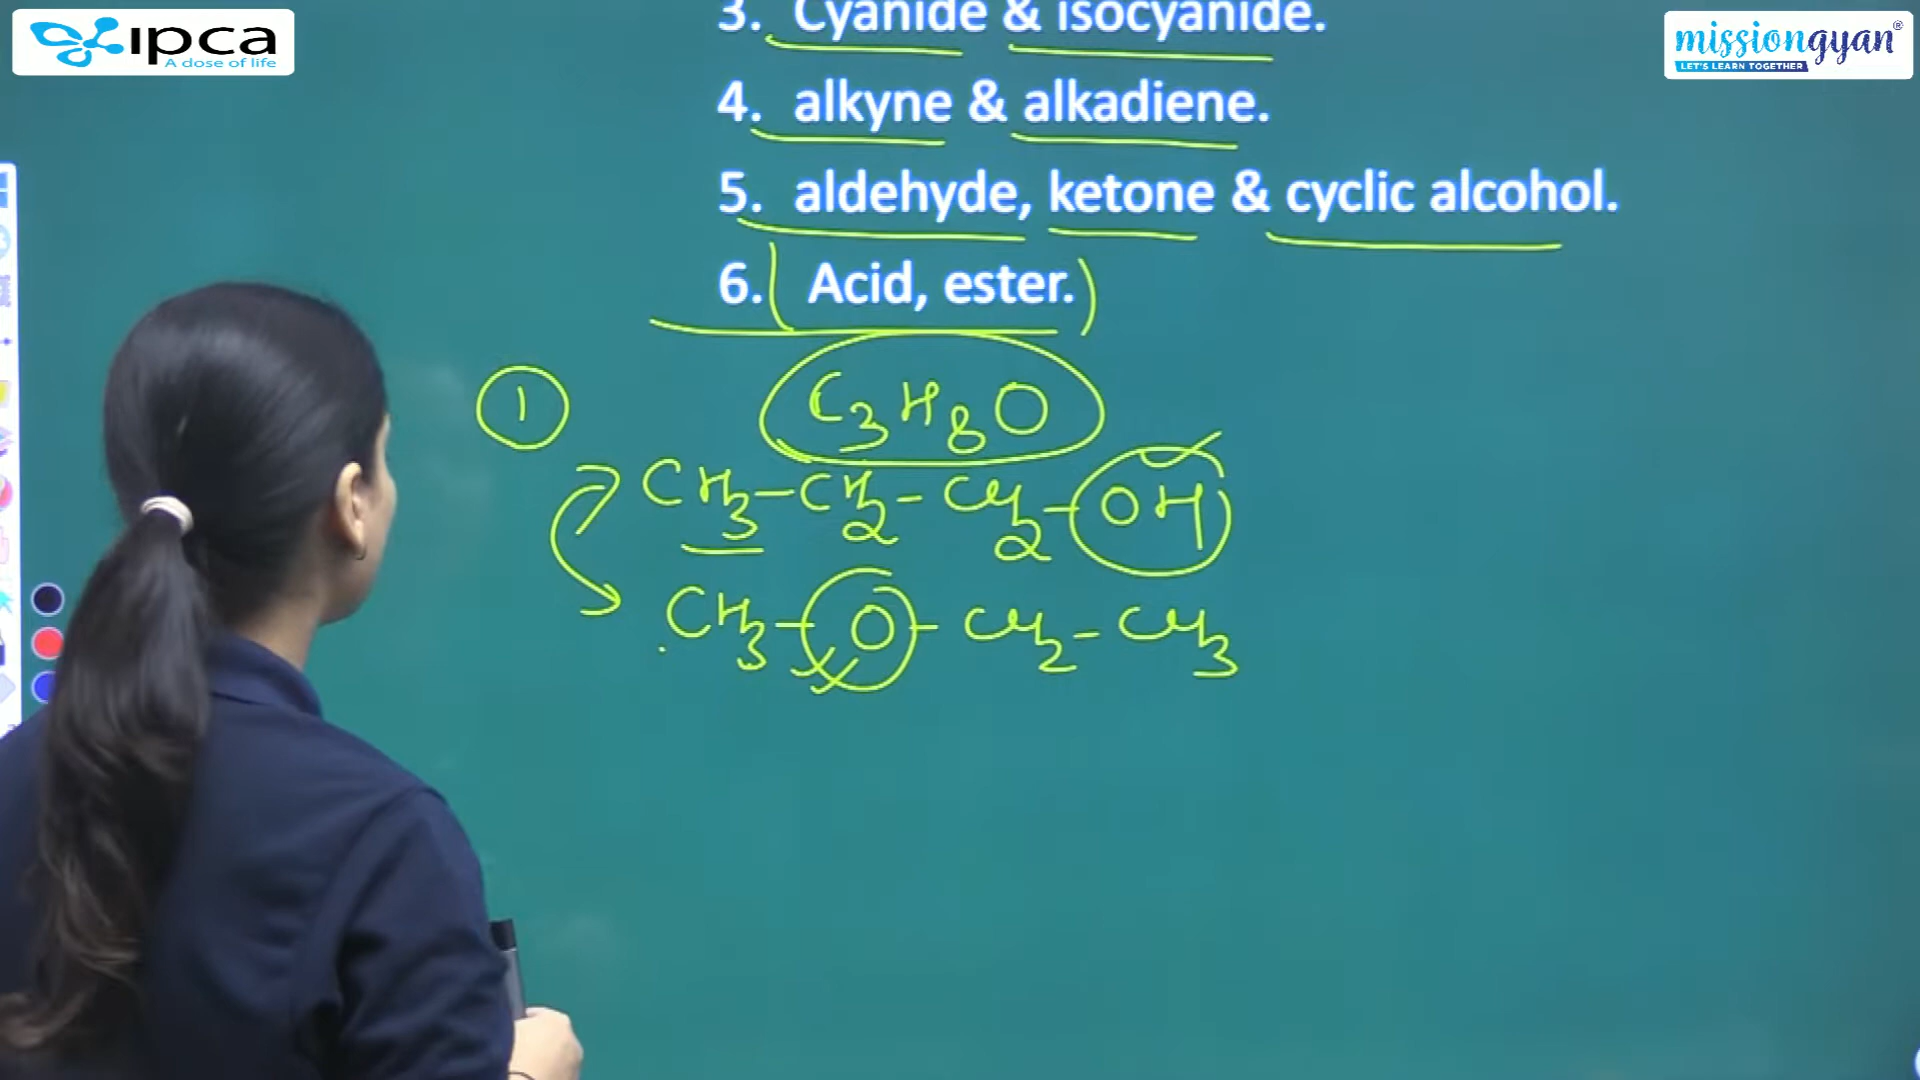 ipca
A dose of life
missiongyan®
LET'S LEARN TOGETHER
3. Cyanide & isocyanide.
4. alkyne & alkadiene.
5. aldehyde, ketone & cyclic alcohol.
6. ( Acid, ester. )
1 C3H8O
CH3-CH2-CH2-OH
CH3-O-CH2-CH3